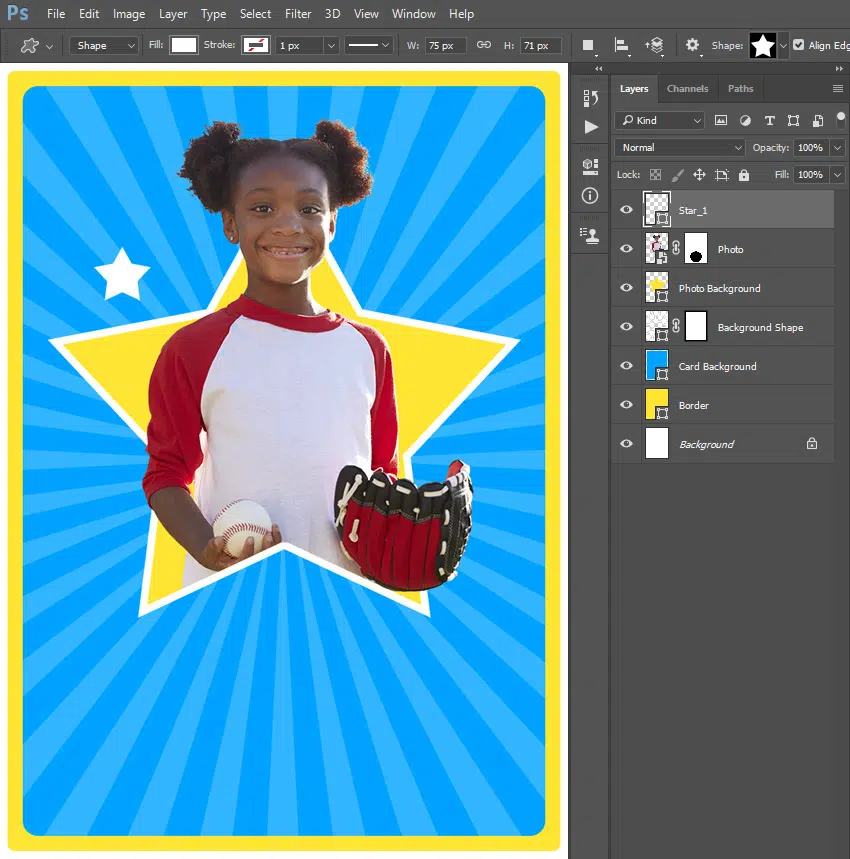 Ps File Edit Image Layer Type Select Filter 3D View Window Help
Shape Fill: Stroke: 1 px W: 75 px H: 71 px Shape: Align Edg
Layers Channels Paths
Kind
Normal Opacity: 100%
Lock: Fill: 100%
Star_1
Photo
Photo Background
Background Shape
Card Background
Border
Background